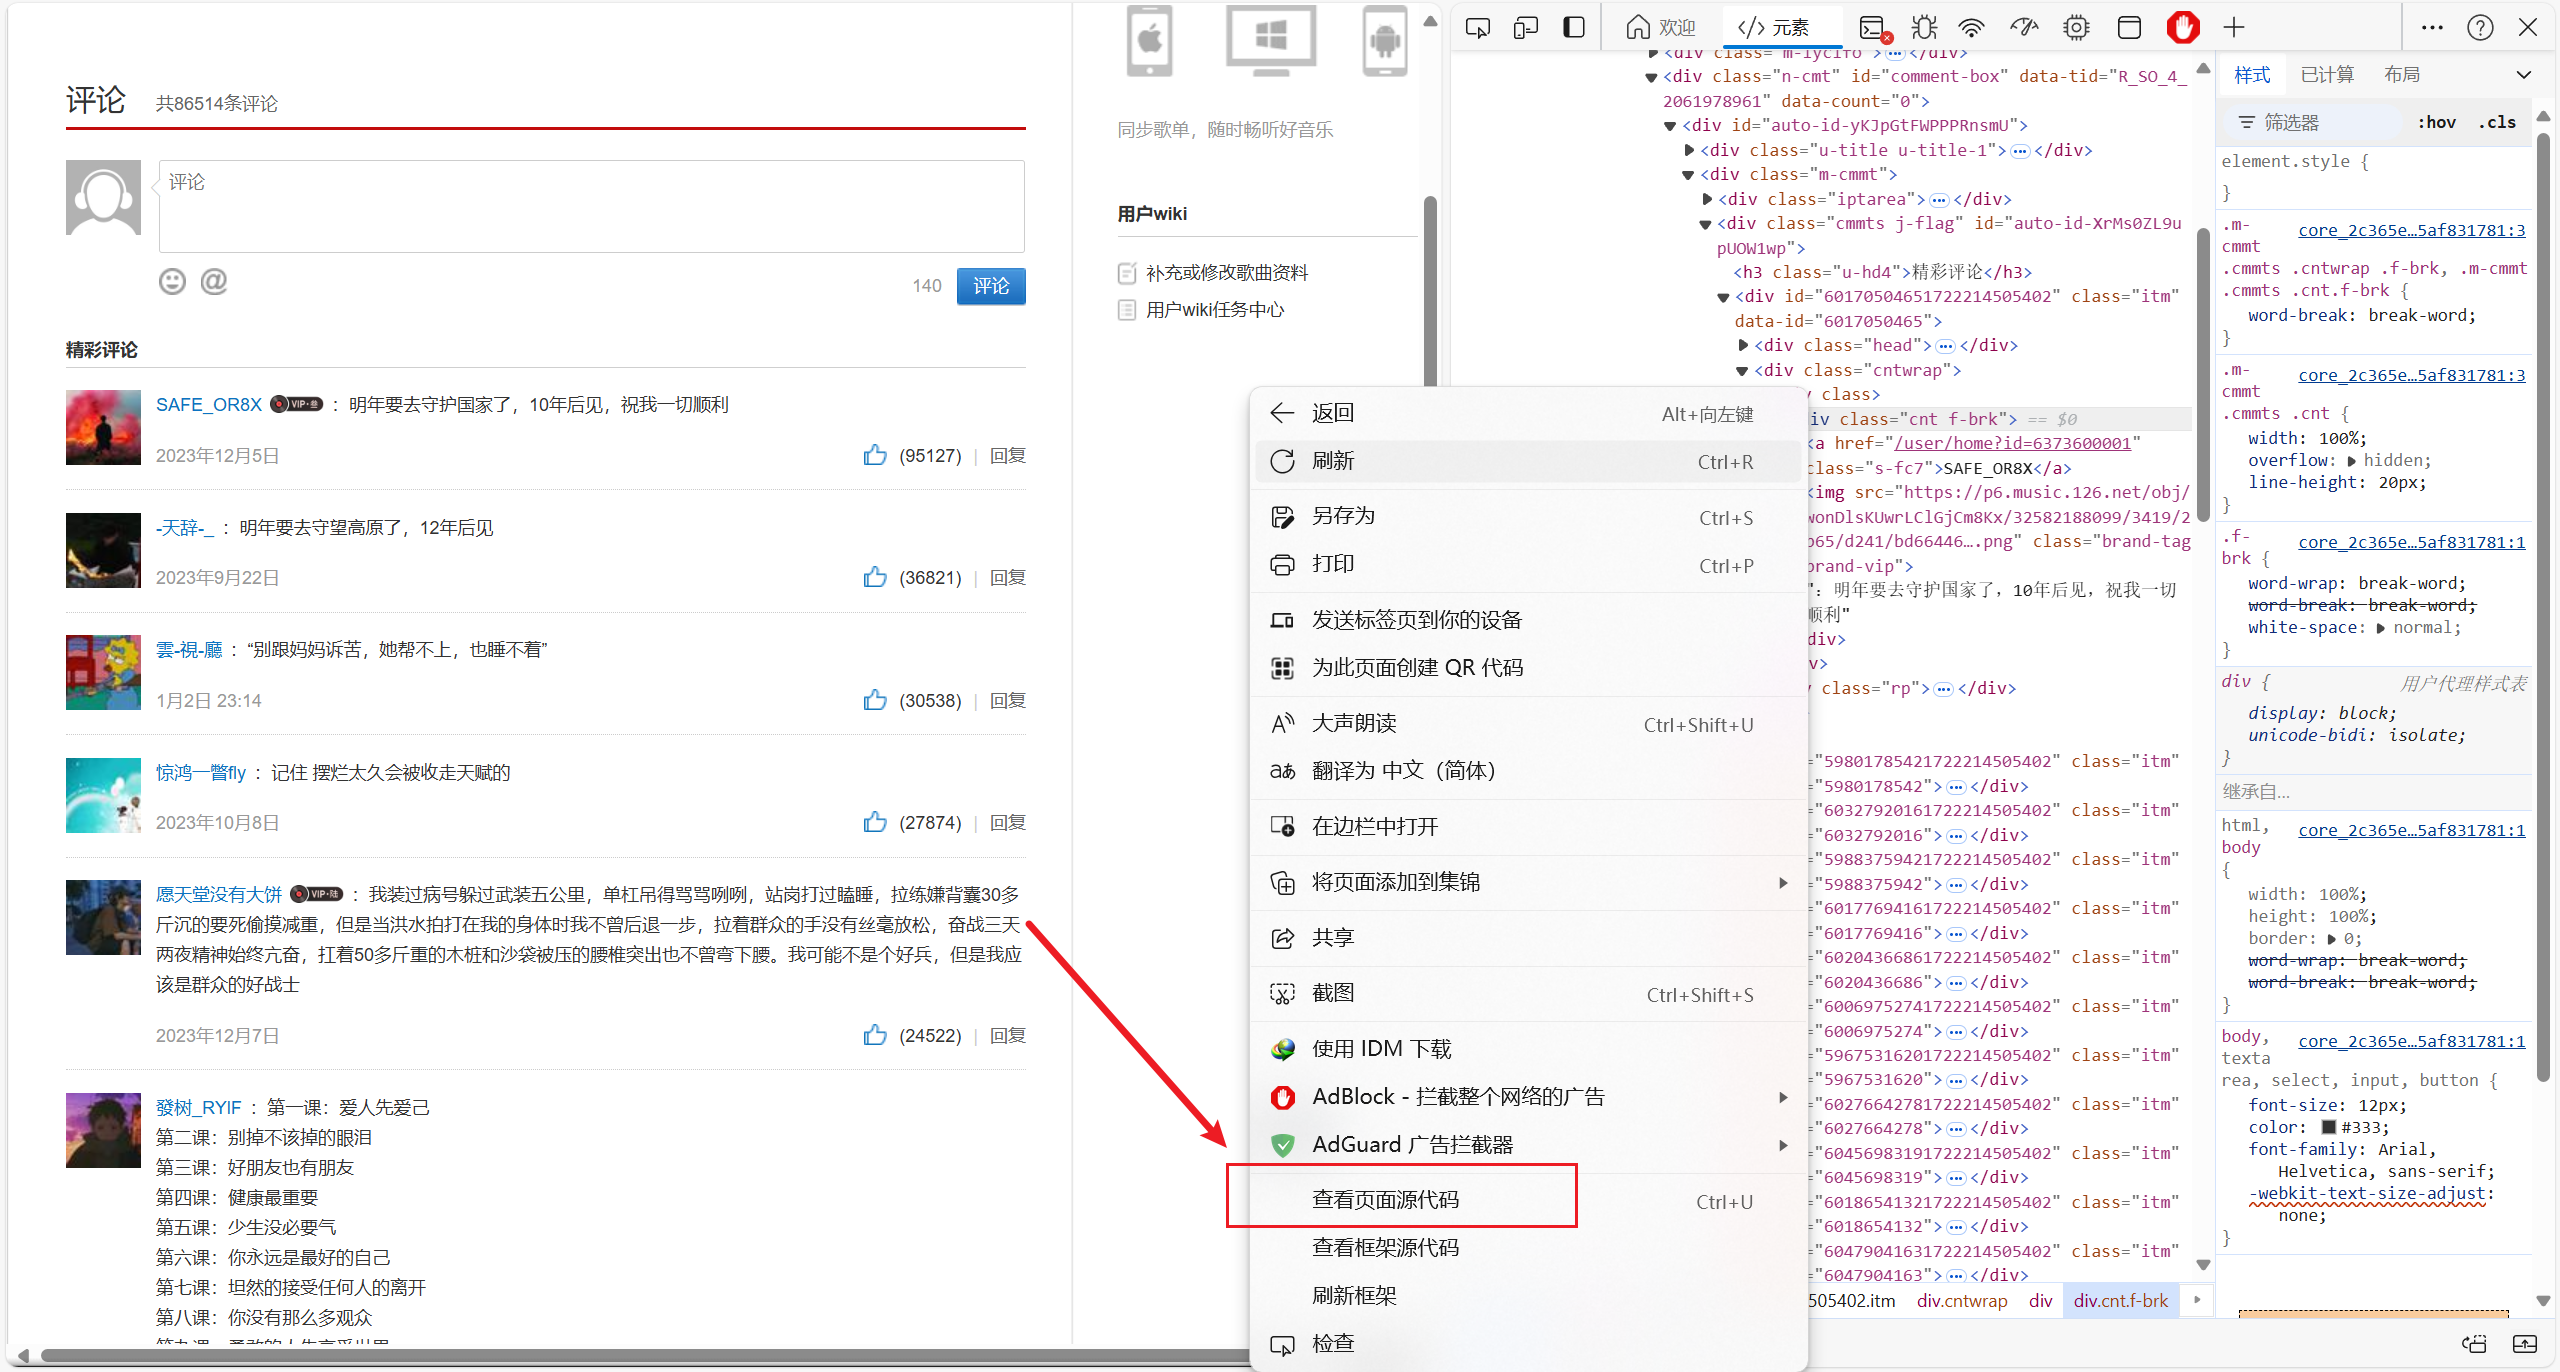 评论 共86514条评论
评论
140 评论
精彩评论
SAFE_OR8X VIP·叁 ：明年要去守护国家了，10年后见，祝我一切顺利
2023年12月5日 (95127) | 回复
-天辞-_ ：明年要去守望高原了，12年后见
2023年9月22日 (36821) | 回复
雲-視-廳 ：“别跟妈妈诉苦，她帮不上，也睡不着”
1月2日 23:14 (30538) | 回复
惊鸿一瞥fly ：记住 摆烂太久会被收走天赋的
2023年10月8日 (27874) | 回复
愿天堂没有大饼 VIP·陆 ：我装过病号躲过武装五公里，单杠吊得骂骂咧咧，站岗打过瞌睡，拉练嫌背囊30多
斤沉的要死偷摸减重，但是当洪水拍打在我的身体时我不曾后退一步，拉着群众的手没有丝毫放松，奋战三天
两夜精神始终亢奋，扛着50多斤重的木桩和沙袋被压的腰椎突出也不曾弯下腰。我可能不是个好兵，但是我应
该是群众的好战士
2023年12月7日 (24522) | 回复
發树_RYIF ：第一课：爱人先爱己
第二课：别掉不该掉的眼泪
第三课：好朋友也有朋友
第四课：健康最重要
第五课：少生没必要气
第六课：你永远是最好的自己
第七课：坦然的接受任何人的离开
第八课：你没有那么多观众
同步歌单，随时畅听好音乐
用户wiki
补充或修改歌曲资料
用户wiki任务中心
返回 Alt+向左键
刷新 Ctrl+R
另存为 Ctrl+S
打印 Ctrl+P
发送标签页到你的设备
为此页面创建 QR 代码
大声朗读 Ctrl+Shift+U
翻译为 中文（简体）
在边栏中打开
将页面添加到集锦
共享
截图 Ctrl+Shift+S
使用 IDM 下载
AdBlock - 拦截整个网络的广告
AdGuard 广告拦截器
查看页面源代码 Ctrl+U
查看框架源代码
刷新框架
检查
欢迎 </> 元素
<div class="m-lycifo">…</div>
<div class="n-cmt" id="comment-box" data-tid="R_SO_4_
2061978961" data-count="0">
<div id="auto-id-yKJpGtFWPPPRnsmU">
<div class="u-title u-title-1">…</div>
<div class="m-cmmt">
<div class="iptarea">…</div>
<div class="cmmts j-flag" id="auto-id-XrMs0ZL9u
pUOW1wp">
<h3 class="u-hd4">精彩评论</h3>
<div id="60170504651722214505402" class="itm"
data-id="6017050465">
<div class="head">…</div>
<div class="cntwrap">
class>
iv class="cnt f-brk"> == $0
<a href="/user/home?id=6373600001"
class="s-fc7">SAFE_OR8X</a>
<img src="https://p6.music.126.net/obj/
wonDlsKUwrLClGjCm8Kx/32582188099/3419/2
b65/d241/bd66446….png" class="brand-tag
brand-vip">
"：明年要去守护国家了，10年后见，祝我一切
顺利"
div>
v>
class="rp">…</div>
="59801785421722214505402" class="itm"
="5980178542">…</div>
="60327920161722214505402" class="itm"
="6032792016">…</div>
="59883759421722214505402" class="itm"
="5988375942">…</div>
="60177694161722214505402" class="itm"
="6017769416">…</div>
="60204366861722214505402" class="itm"
="6020436686">…</div>
="60069752741722214505402" class="itm"
="6006975274">…</div>
="59675316201722214505402" class="itm"
="5967531620">…</div>
="60276642781722214505402" class="itm"
="6027664278">…</div>
="60456983191722214505402" class="itm"
="6045698319">…</div>
="60186541321722214505402" class="itm"
="6018654132">…</div>
="60479041631722214505402" class="itm"
="6047904163">…</div>
505402.itm div.cntwrap div div.cnt.f-brk
样式 已计算 布局
筛选器 :hov .cls
element.style {
}
.m- core_2c365e…5af831781:3
cmmt
.cmmts .cntwrap .f-brk, .m-cmmt
.cmmts .cnt.f-brk {
word-break: break-word;
}
.m- core_2c365e…5af831781:3
cmmt
.cmmts .cnt {
width: 100%;
overflow: hidden;
line-height: 20px;
}
.f- core_2c365e…5af831781:1
brk {
word-wrap: break-word;
word-break: break-word;
white-space: normal;
}
div { 用户代理样式表
display: block;
unicode-bidi: isolate;
}
继承自…
html, core_2c365e…5af831781:1
body
{
width: 100%;
height: 100%;
border: 0;
word-wrap: break-word;
word-break: break-word;
}
body, core_2c365e…5af831781:1
texta
rea, select, input, button {
font-size: 12px;
color: #333;
font-family: Arial,
Helvetica, sans-serif;
-webkit-text-size-adjust:
none;
}